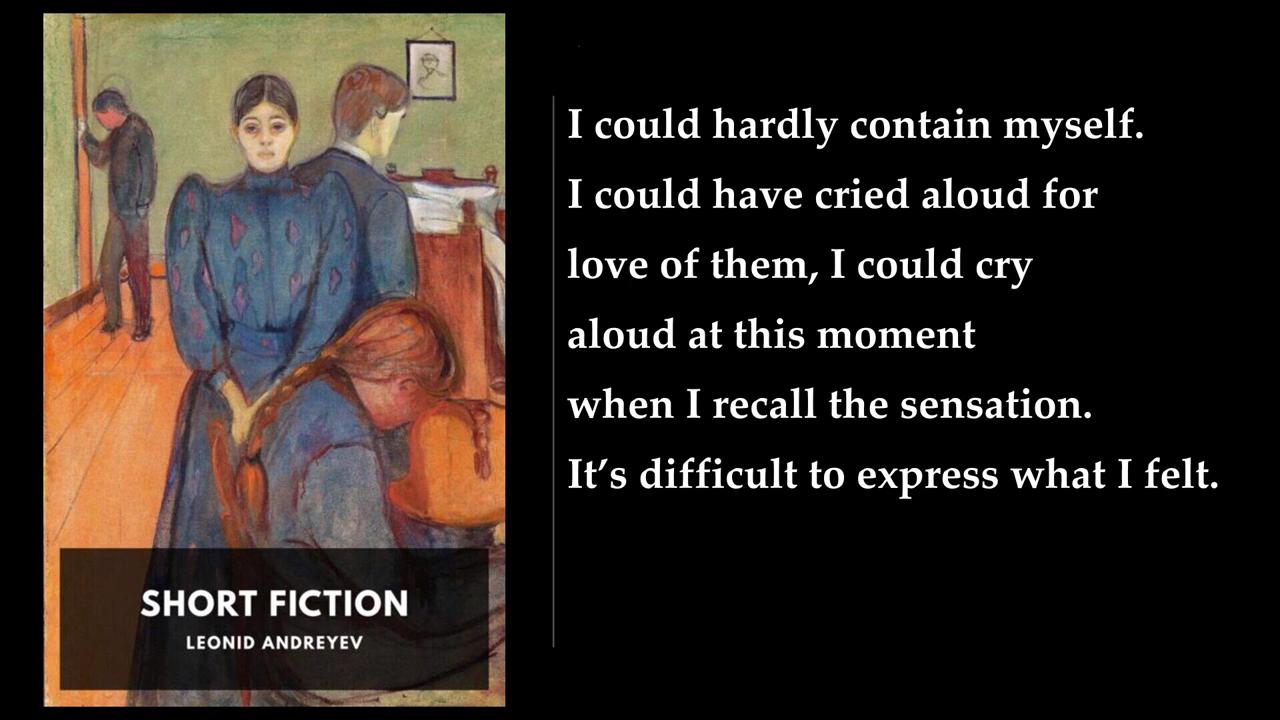 SHORT FICTION
LEONID ANDREYEV
I could hardly contain myself.
I could have cried aloud for
love of them, I could cry
aloud at this moment
when I recall the sensation.
It’s difficult to express what I felt.